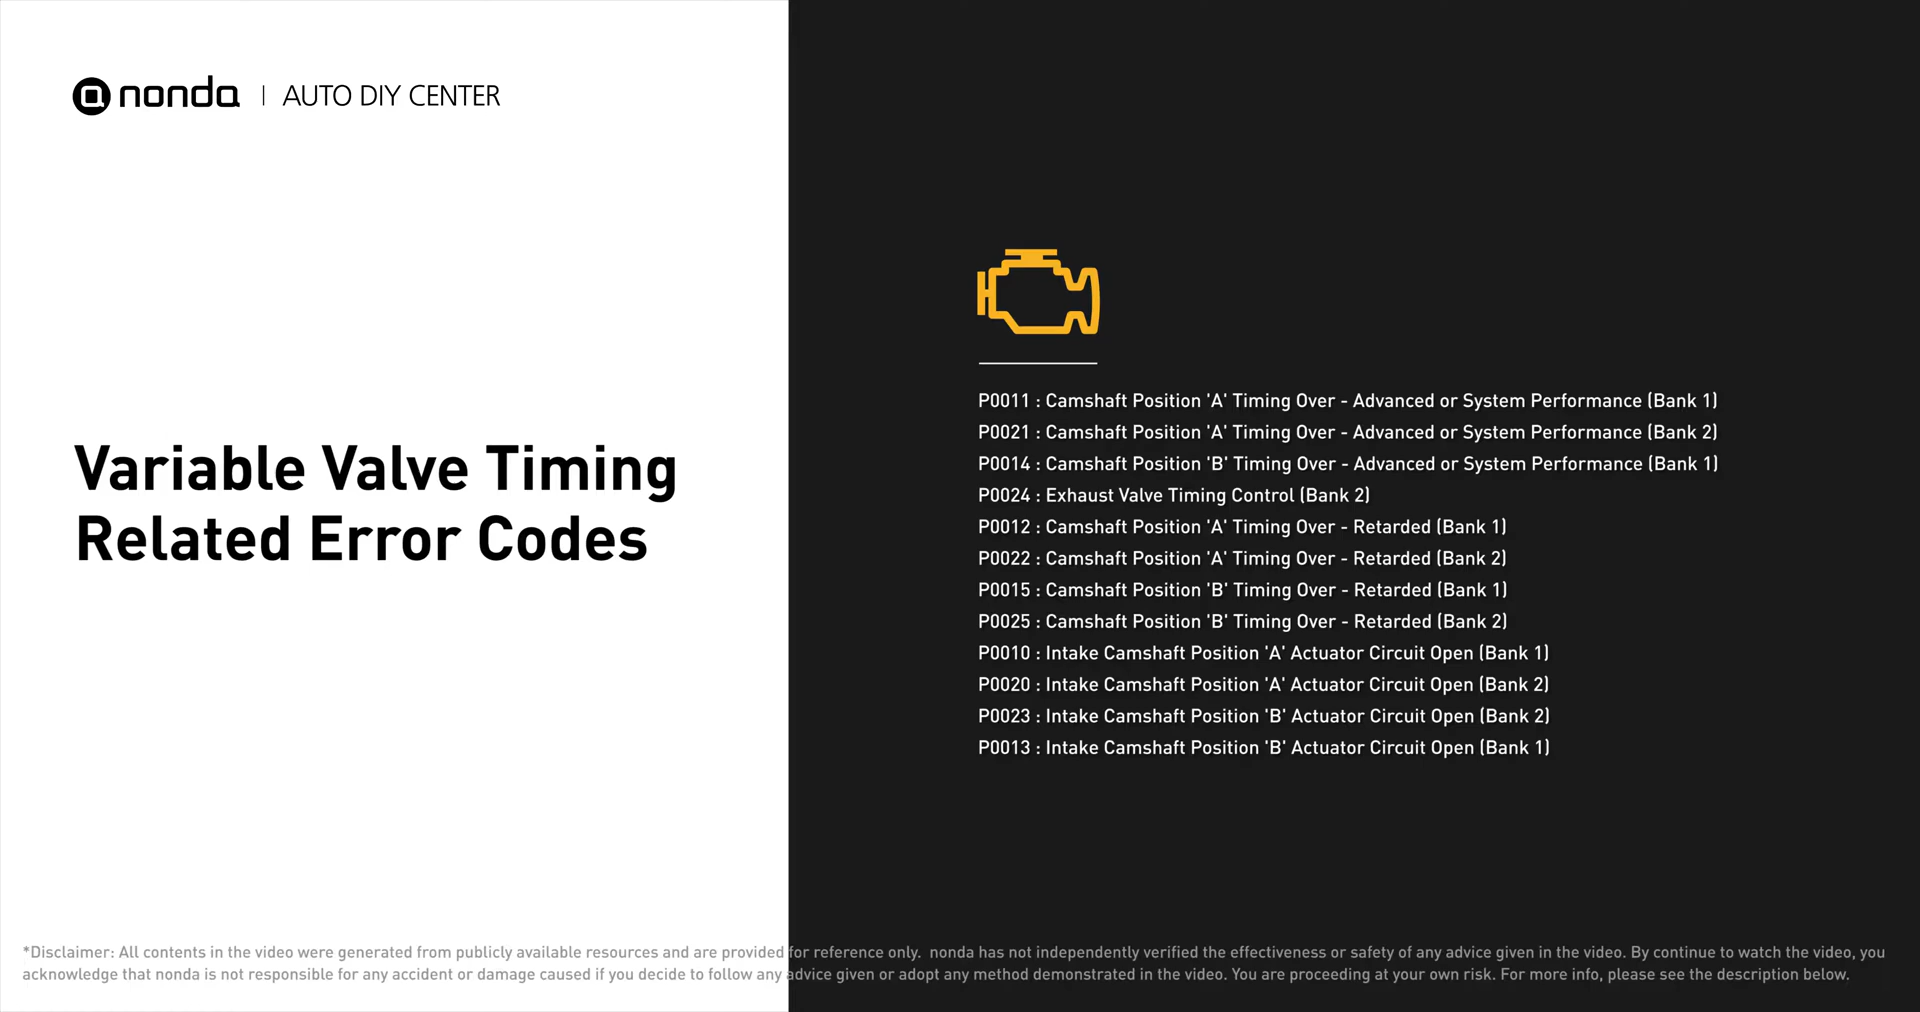 nonda | AUTO DIY CENTER
Variable Valve Timing
Related Error Codes
P0011 : Camshaft Position 'A' Timing Over - Advanced or System Performance (Bank 1)
P0021 : Camshaft Position 'A' Timing Over - Advanced or System Performance (Bank 2)
P0014 : Camshaft Position 'B' Timing Over - Advanced or System Performance (Bank 1)
P0024 : Exhaust Valve Timing Control (Bank 2)
P0012 : Camshaft Position 'A' Timing Over - Retarded (Bank 1)
P0022 : Camshaft Position 'A' Timing Over - Retarded (Bank 2)
P0015 : Camshaft Position 'B' Timing Over - Retarded (Bank 1)
P0025 : Camshaft Position 'B' Timing Over - Retarded (Bank 2)
P0010 : Intake Camshaft Position 'A' Actuator Circuit Open (Bank 1)
P0020 : Intake Camshaft Position 'A' Actuator Circuit Open (Bank 2)
P0023 : Intake Camshaft Position 'B' Actuator Circuit Open (Bank 2)
P0013 : Intake Camshaft Position 'B' Actuator Circuit Open (Bank 1)
*Disclaimer: All contents in the video were generated from publicly available resources and are provided for reference only. nonda has not independently verified the effectiveness or safety of any advice given in the video. By continue to watch the video, you
acknowledge that nonda is not responsible for any accident or damage caused if you decide to follow any advice given or adopt any method demonstrated in the video. You are proceeding at your own risk. For more info, please see the description below.